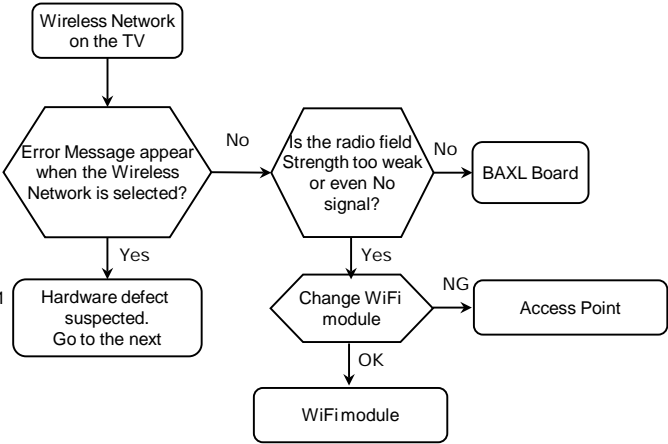 Wireless Network
on the TV
Error Message appear
when the Wireless
Network is selected?
No
Is the radio field
Strength too weak
or even No
signal?
No
BAXL Board
Yes
Yes
1
Hardware defect
suspected.
Go to the next
Change WiFi
module
NG
Access Point
OK
WiFi module